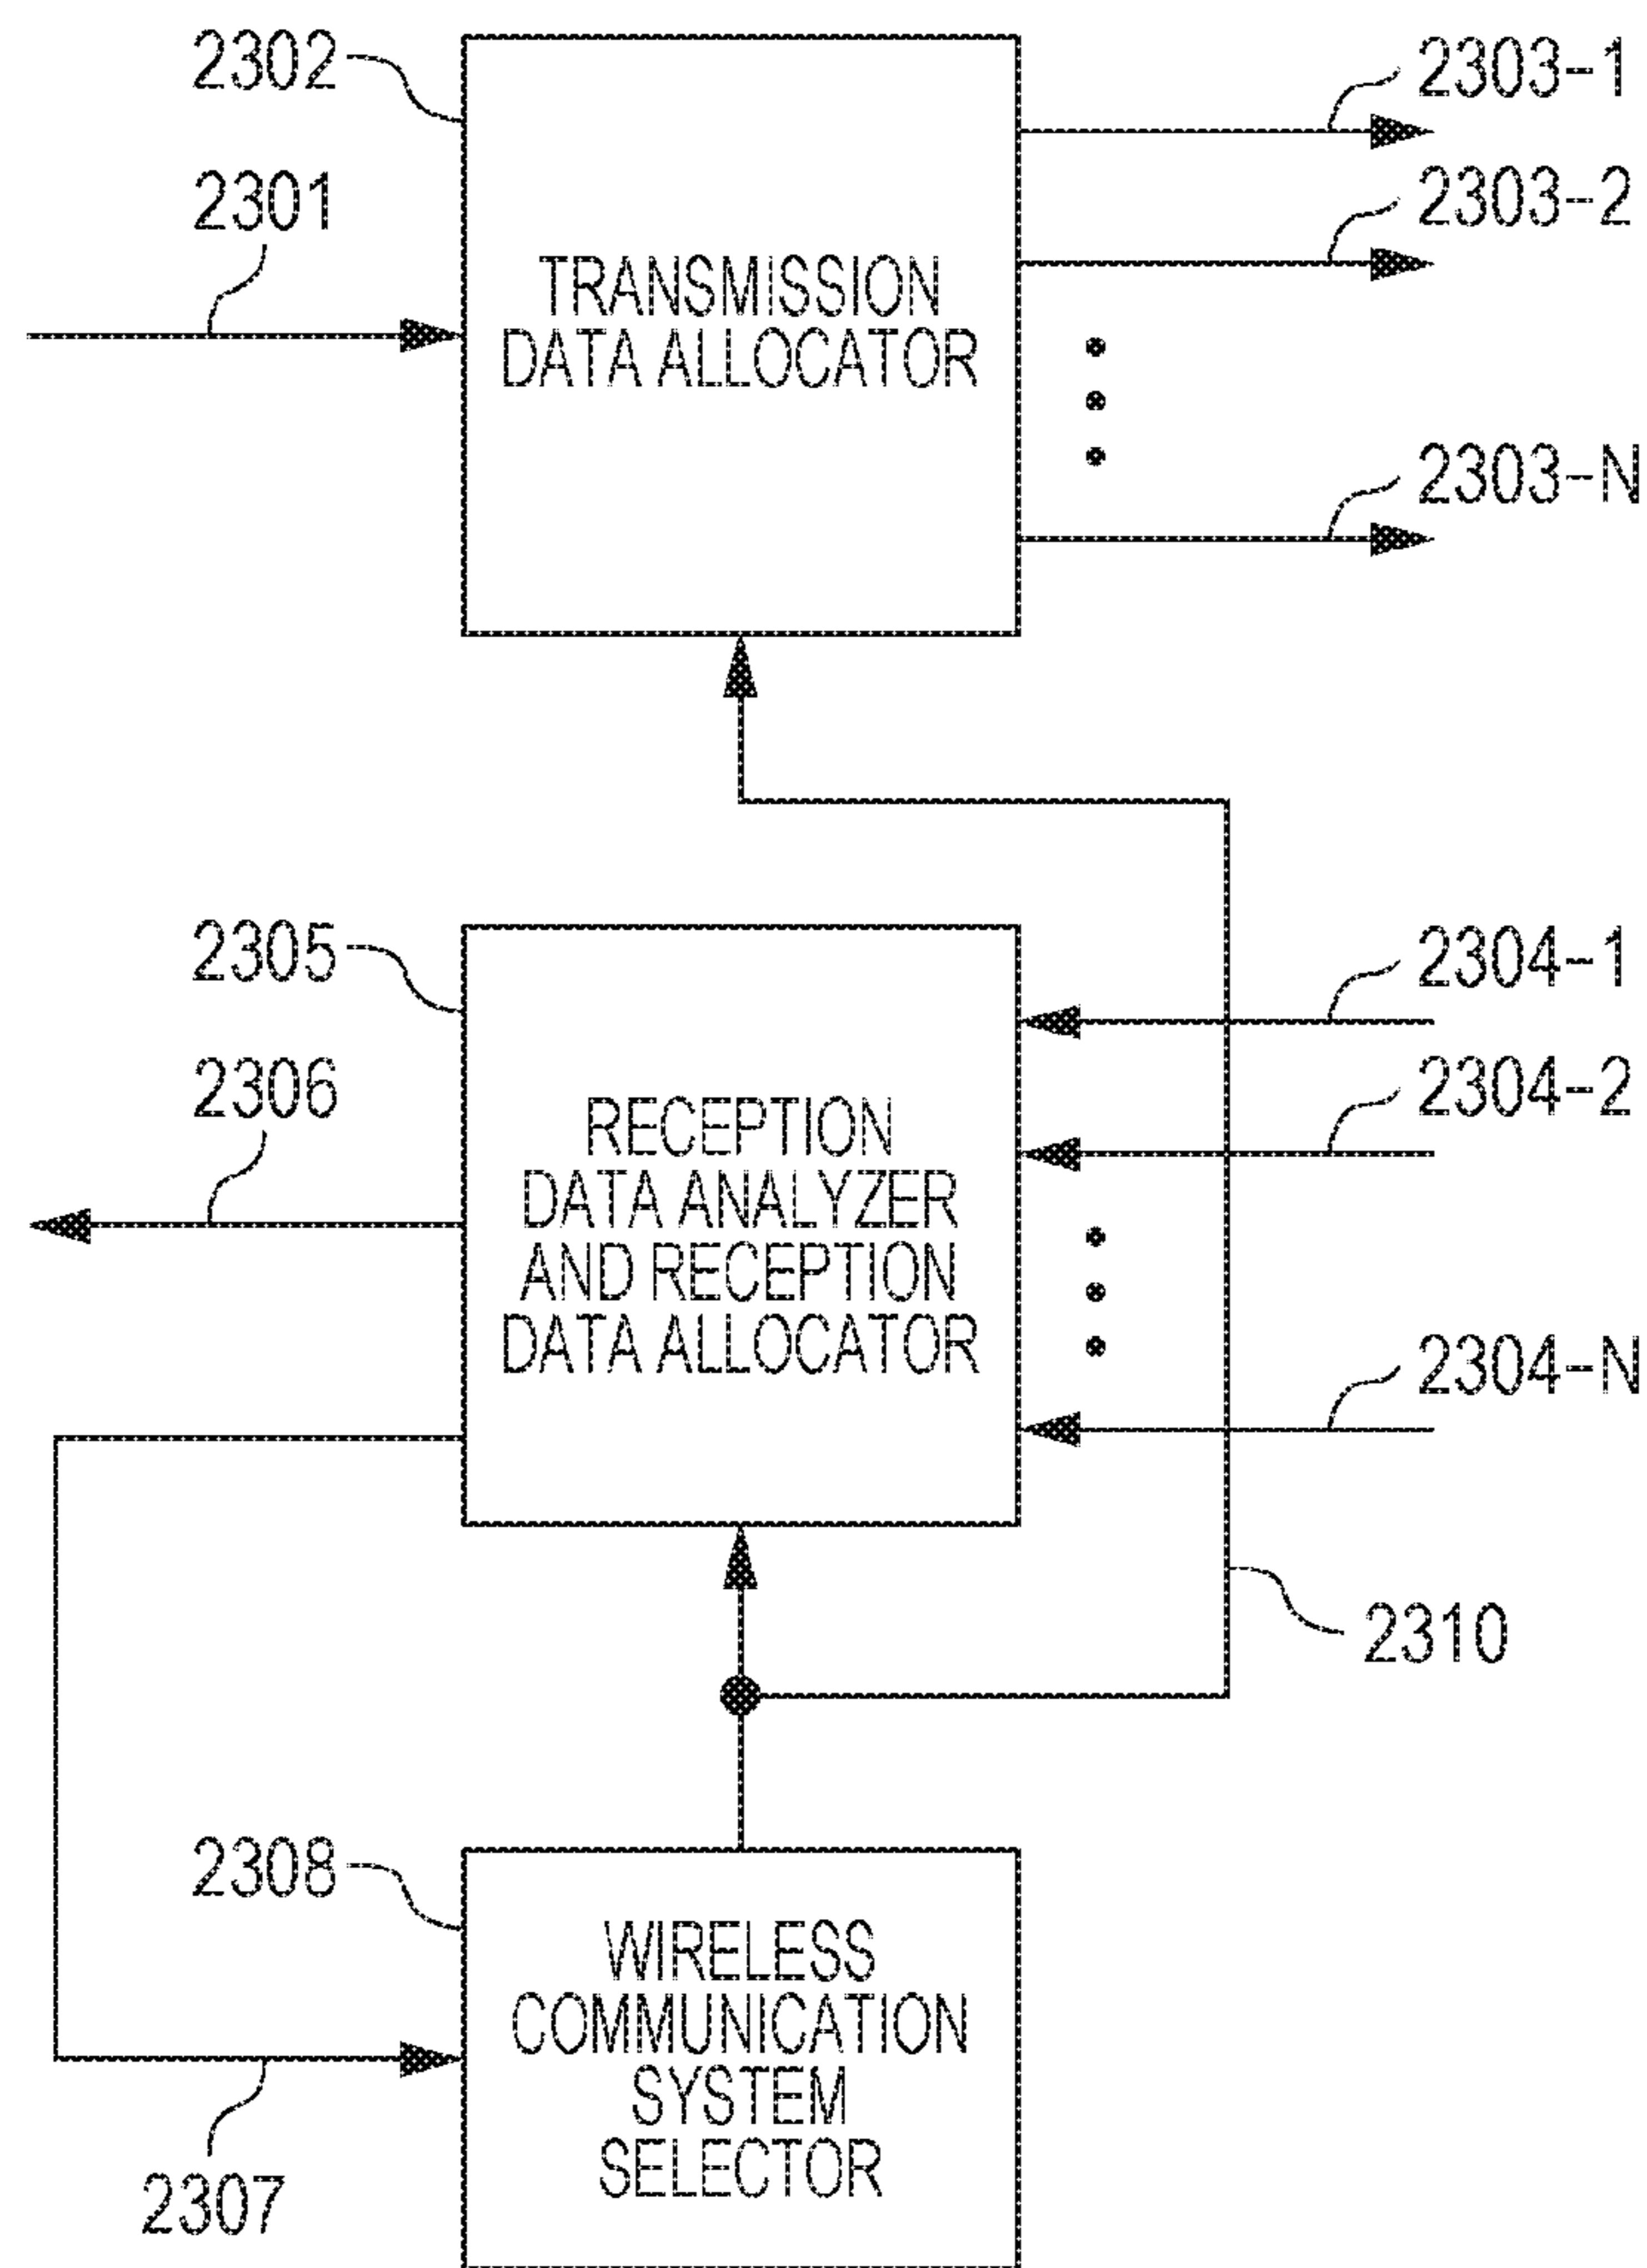 2302
2303-1
2303-2
2301
TRANSMISSION
DATA ALLOCATOR
2303-N
2305
2304-1
2304-2
2306
RECEPTION
DATA ANALYZER
AND RECEPTION
DATA ALLOCATOR
2304-N
2310
2308
WIRELESS
COMMUNICATION
SYSTEM
SELECTOR
2307